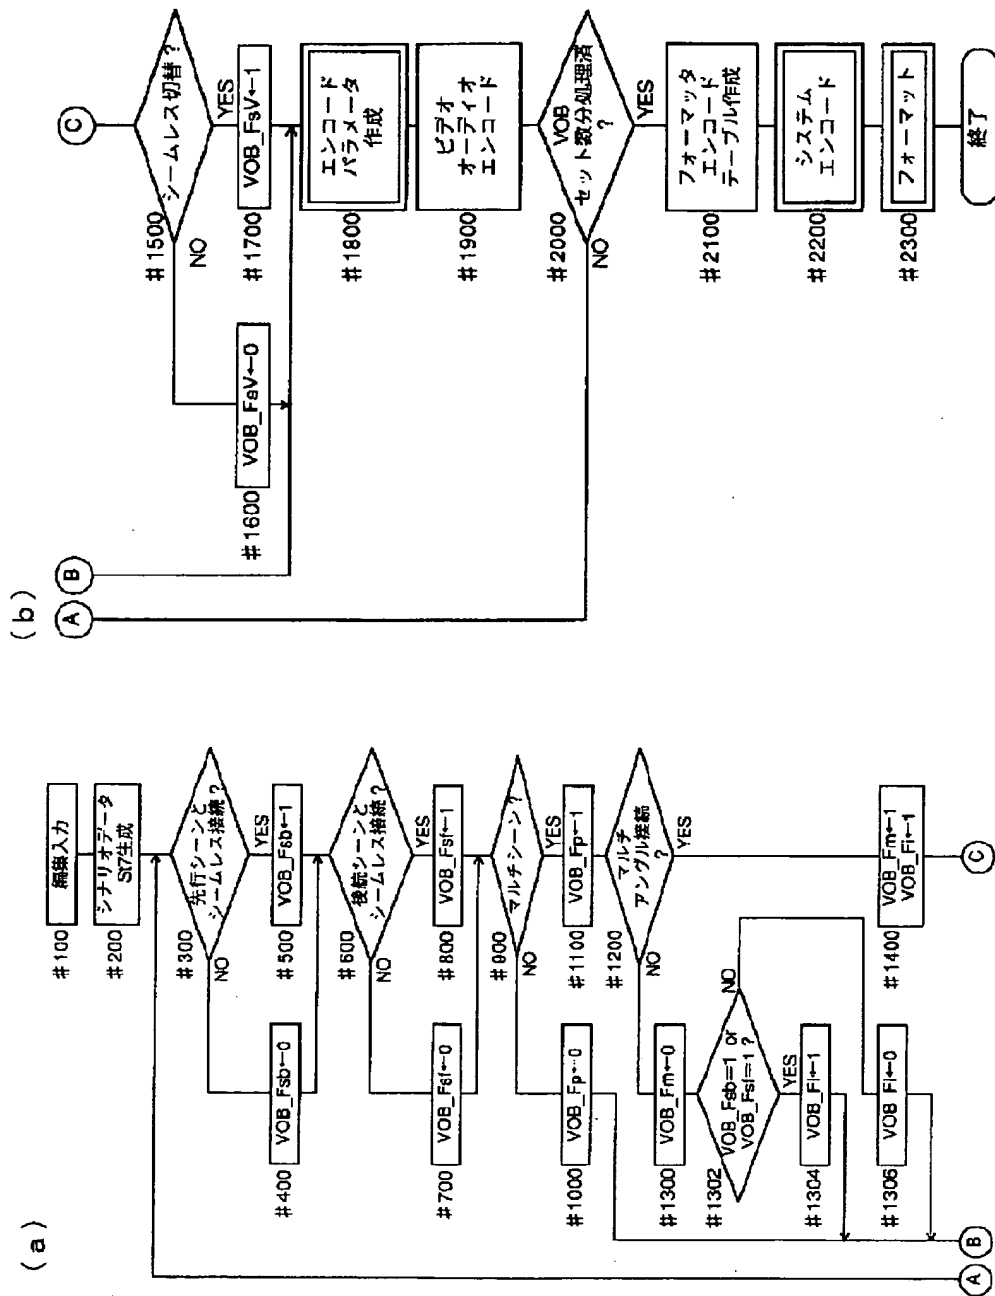 (a)
#100
編集入力
#200
シナリオデータ
St7生成
#300
先行シーンと
シームレス接続?
NO
YES
#400
VOB_Fsb←0
#500
VOB_Fsb←1
#600
後続シーンと
シームレス接続?
NO
YES
#700
VOB_Fsf←0
#800
VOB_Fsf←1
#900
マルチシーン?
NO
YES
#1000
VOB_Fp←0
#1100
VOB_Fp←1
#1200
マルチ
アングル接続
?
NO
YES
#1300
VOB_Fm←0
#1302
VOB_Fsb=1 or
VOB_Fsf=1 ?
NO
YES
#1304
VOB_Fi←1
#1306
VOB_Fi←0
#1400
VOB_Fm←1
VOB_Fi←1
A
B
C
(b)
A
B
C
#1500
シームレス切替?
NO
YES
#1600
VOB_FsV←0
#1700
VOB_FsV←1
#1800
エンコード
パラメータ
作成
#1900
ビデオ
オーディオ
エンコード
#2000
VOB
セット数分処理済
?
NO
YES
#2100
フォーマッタ
エンコード
テーブル作成
#2200
システム
エンコード
#2300
フォーマット
終了